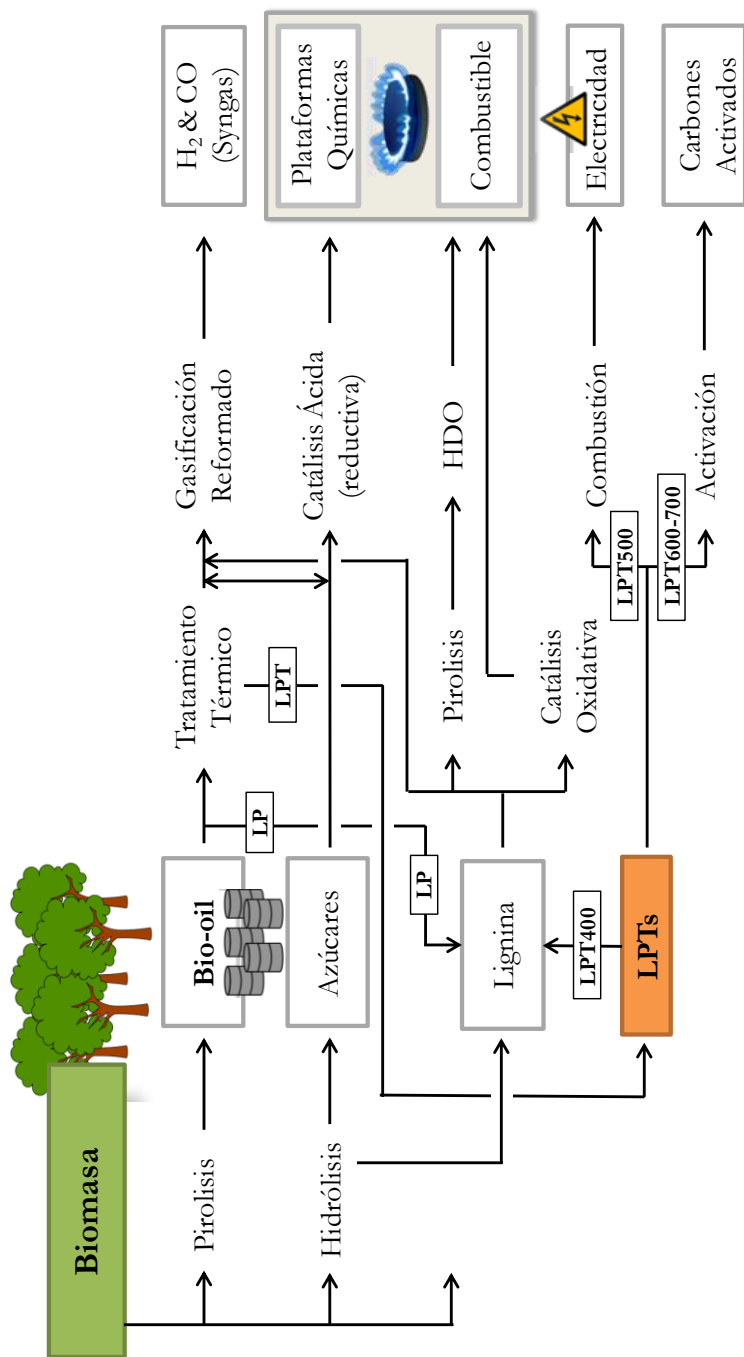 Biomasa
Pirolisis
Hidrólisis
Bio-oil
Azúcares
Lignina
LPTs
LP
LP
LPT400
Tratamiento
Térmico
LPT
Pirolisis
Catálisis
Oxidativa
LPT500
LPT600-700
Gasificación
Reformado
Catálisis Ácida
(reductiva)
HDO
Combustión
Activación
H₂ & CO
(Syngas)
Plataformas
Químicas
Combustible
Electricidad
Carbones
Activados